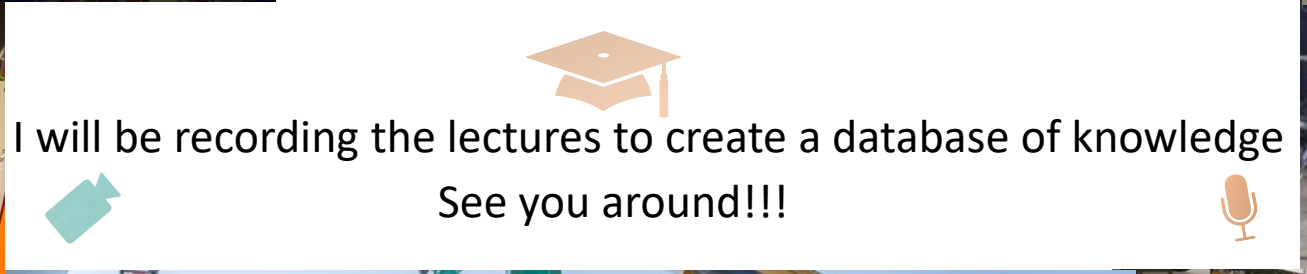 I will be recording the lectures to create a database of knowledge
See you around!!!